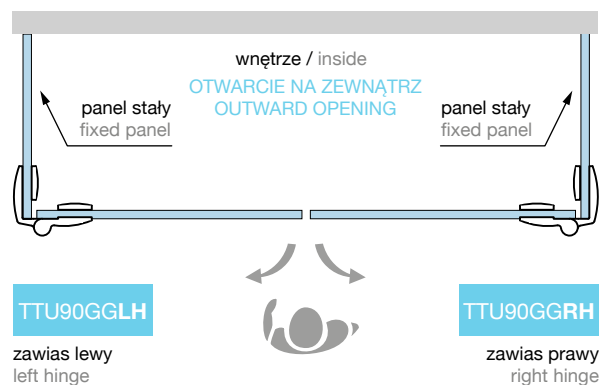 wnętrze / inside
OTWARCIE NA ZEWNĄTRZ
OUTWARD OPENING
panel stały
fixed panel
panel stały
fixed panel
TTU90GGLH
zawias lewy
left hinge
TTU90GGRH
zawias prawy
right hinge